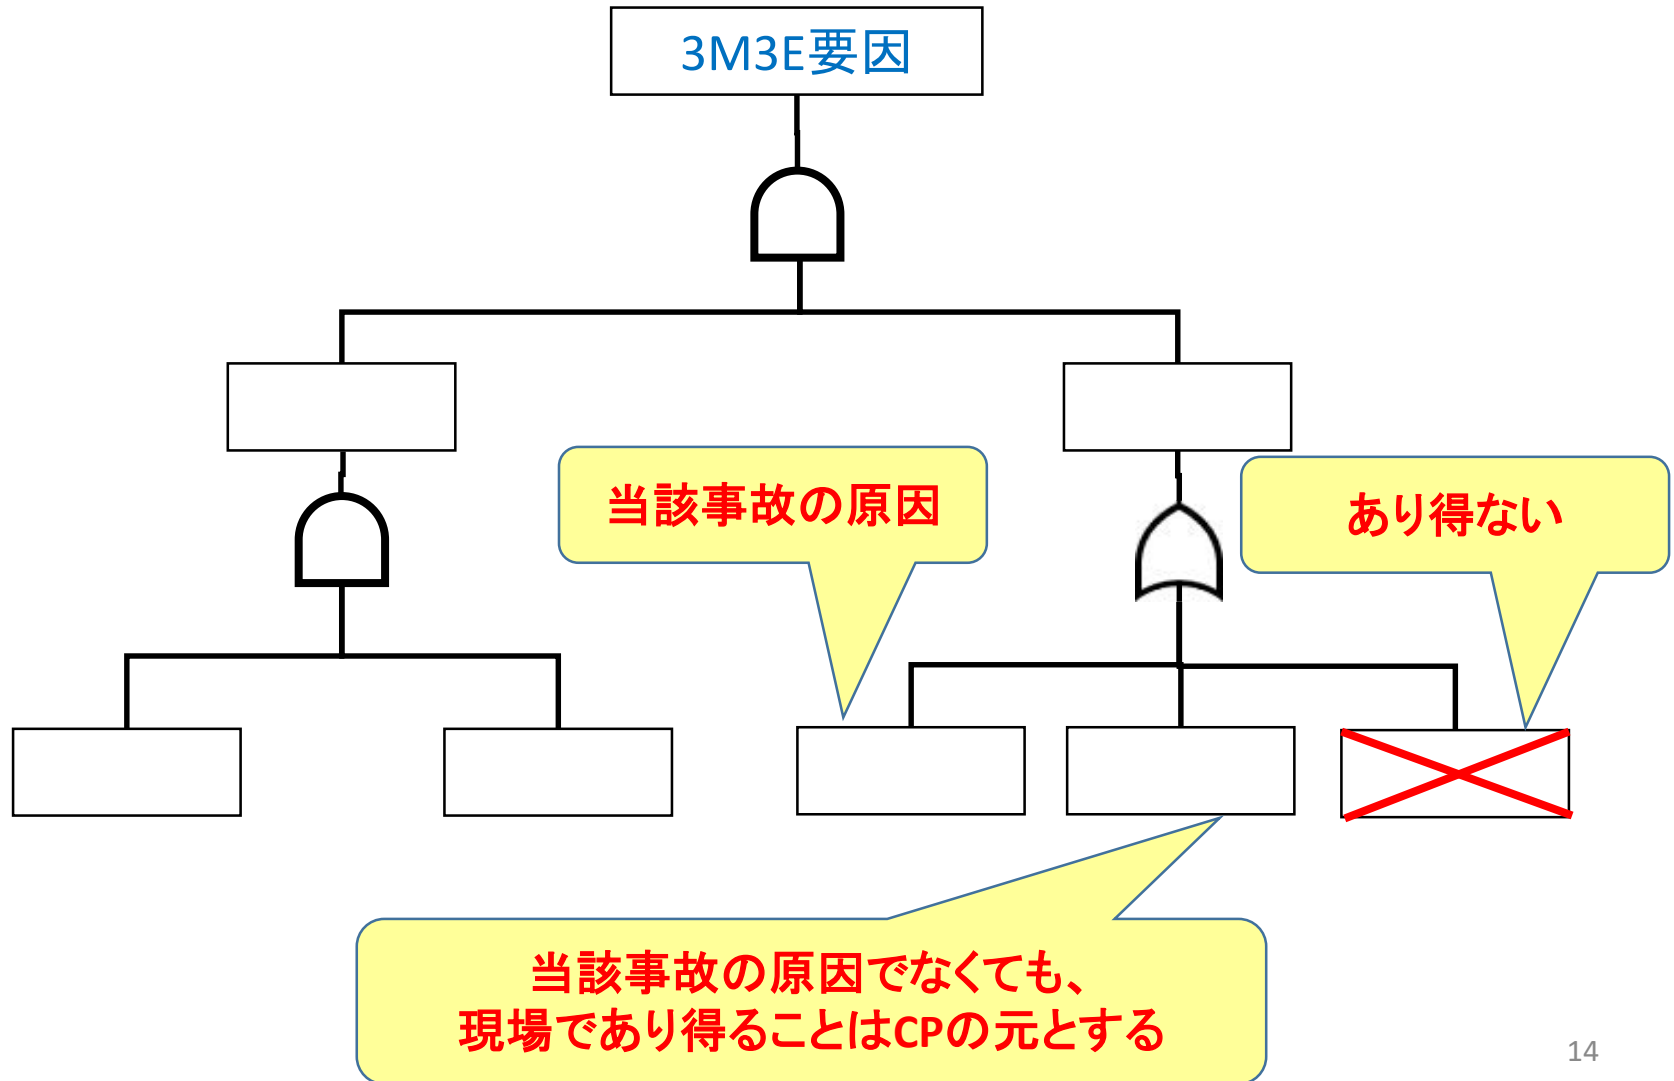 3M3E要因
当該事故の原因
あり得ない
当該事故の原因でなくても、
現場であり得ることはCPの元とする
14